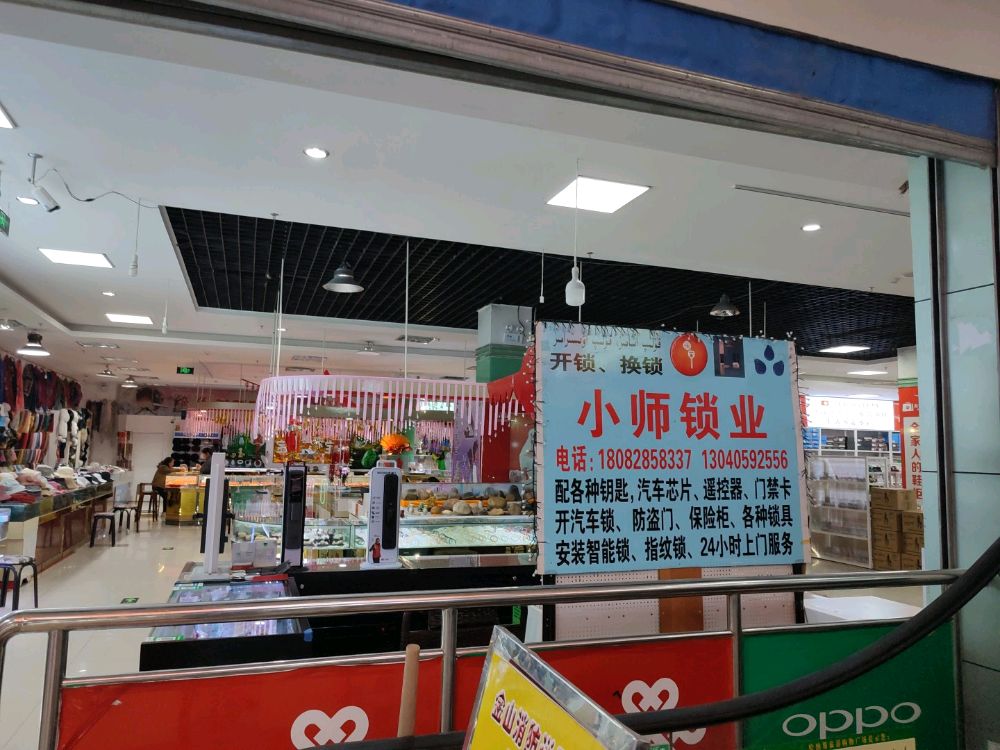 开锁、换锁
小师锁业
电话:18082858337 13040592556
配各种钥匙,汽车芯片、遥控器、门禁卡
开汽车锁、防盗门、保险柜、各种锁具
安装智能锁、指纹锁、24小时上门服务
家人的鞋
oppo
金山消